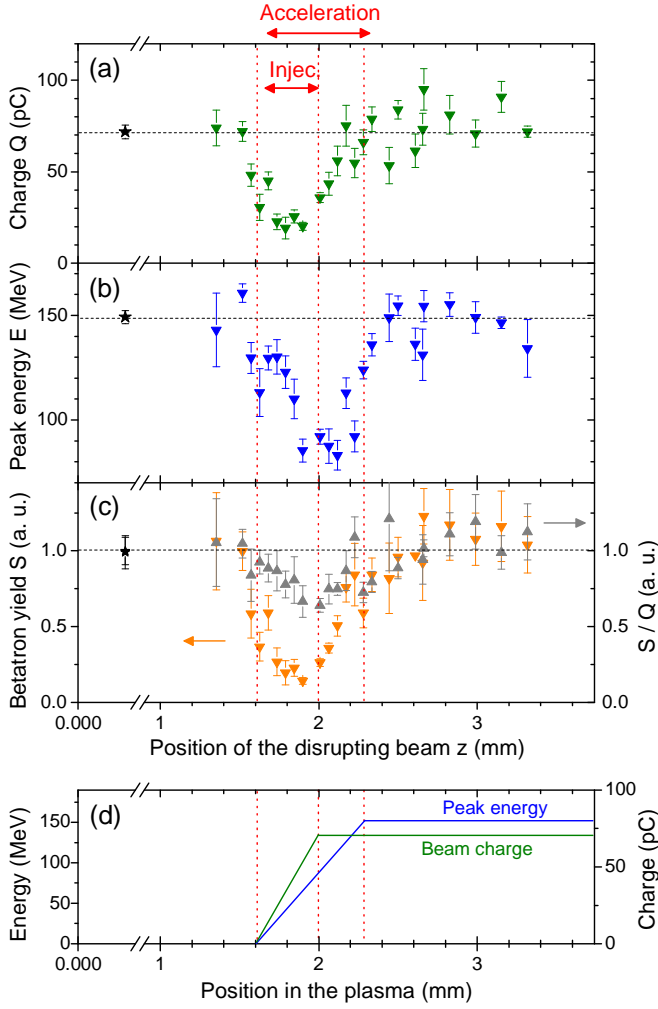 Acceleration
(a)
Injec.
100
50
0
Charge Q (pC)
(b)
150
100
Peak energy E (MeV)
(c)
1.0
0.5
0.0
Betatron yield S (a. u.)
1.0
0.5
0.0
S / Q (a. u.)
0.000 1 2 3
Position of the disrupting beam z (mm)
(d)
150
100
50
0
Energy (MeV)
Peak energy
Beam charge
100
50
0
Charge (pC)
0.000 1 2 3
Position in the plasma (mm)